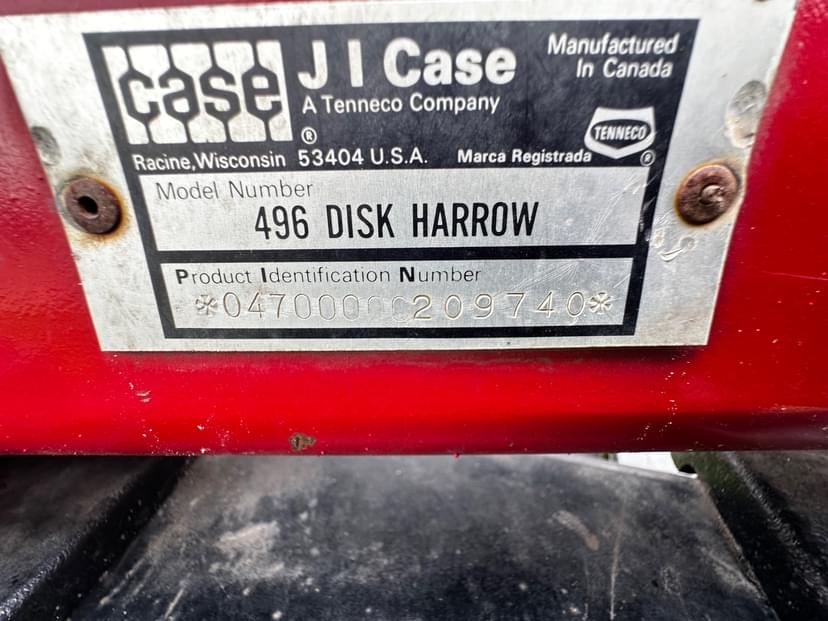 case
®
J I Case
A Tenneco Company
Manufactured
In Canada
TENNECO
®
Racine, Wisconsin 53404 U.S.A.
Marca Registrada
Model Number
496 DISK HARROW
Product Identification Number